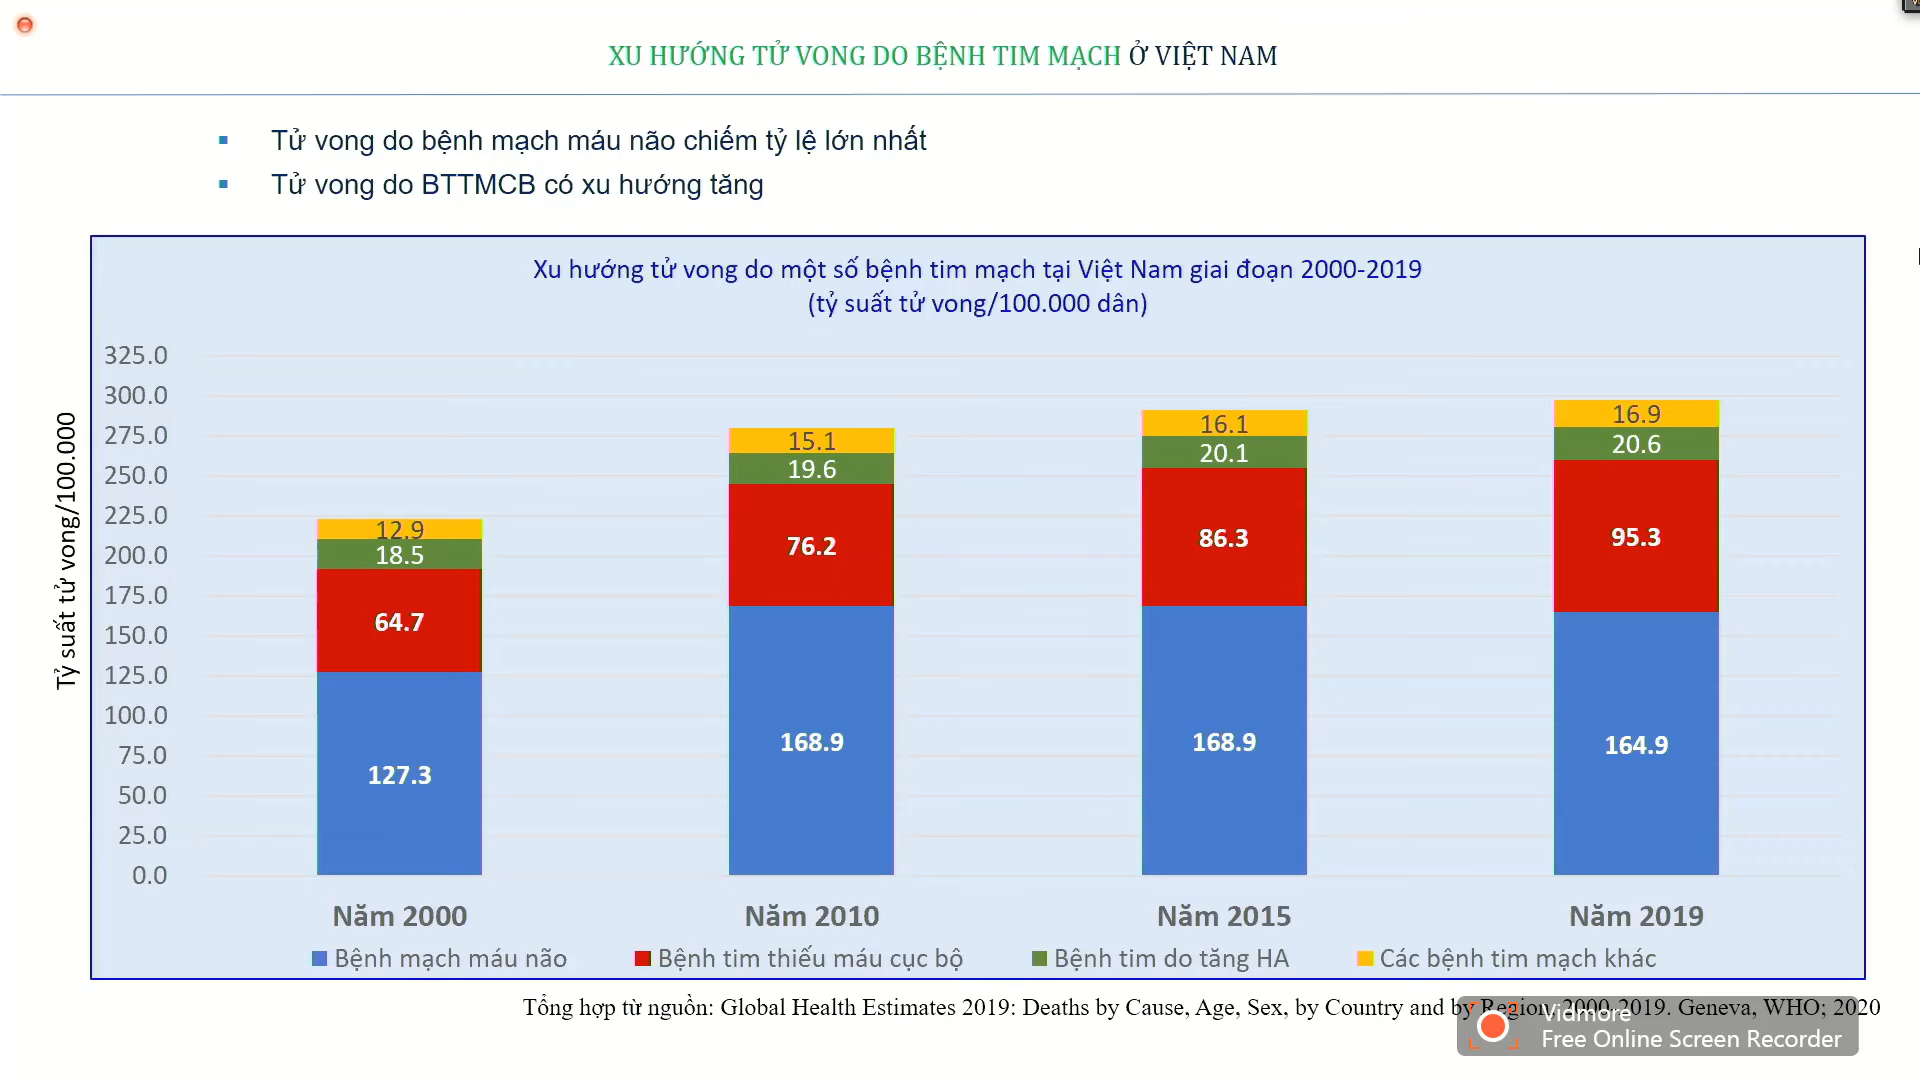 XU HƯỚNG TỬ VONG DO BỆNH TIM MẠCH Ở VIỆT NAM
▪ Tử vong do bệnh mạch máu não chiếm tỷ lệ lớn nhất
▪ Tử vong do BTTMCB có xu hướng tăng
Xu hướng tử vong do một số bệnh tim mạch tại Việt Nam giai đoạn 2000-2019
(tỷ suất tử vong/100.000 dân)
Tỷ suất tử vong/100.000
325.0
300.0
275.0
250.0
225.0
200.0
175.0
150.0
125.0
100.0
75.0
50.0
25.0
0.0
12.9
18.5
64.7
127.3
15.1
19.6
76.2
168.9
16.1
20.1
86.3
168.9
16.9
20.6
95.3
164.9
Năm 2000 Năm 2010 Năm 2015 Năm 2019
Bệnh mạch máu não Bệnh tim thiếu máu cục bộ Bệnh tim do tăng HA Các bệnh tim mạch khác
Tổng hợp từ nguồn: Global Health Estimates 2019: Deaths by Cause, Age, Sex, by Country and by Region, 2000-2019. Geneva, WHO; 2020
Vidmore
Free Online Screen Recorder